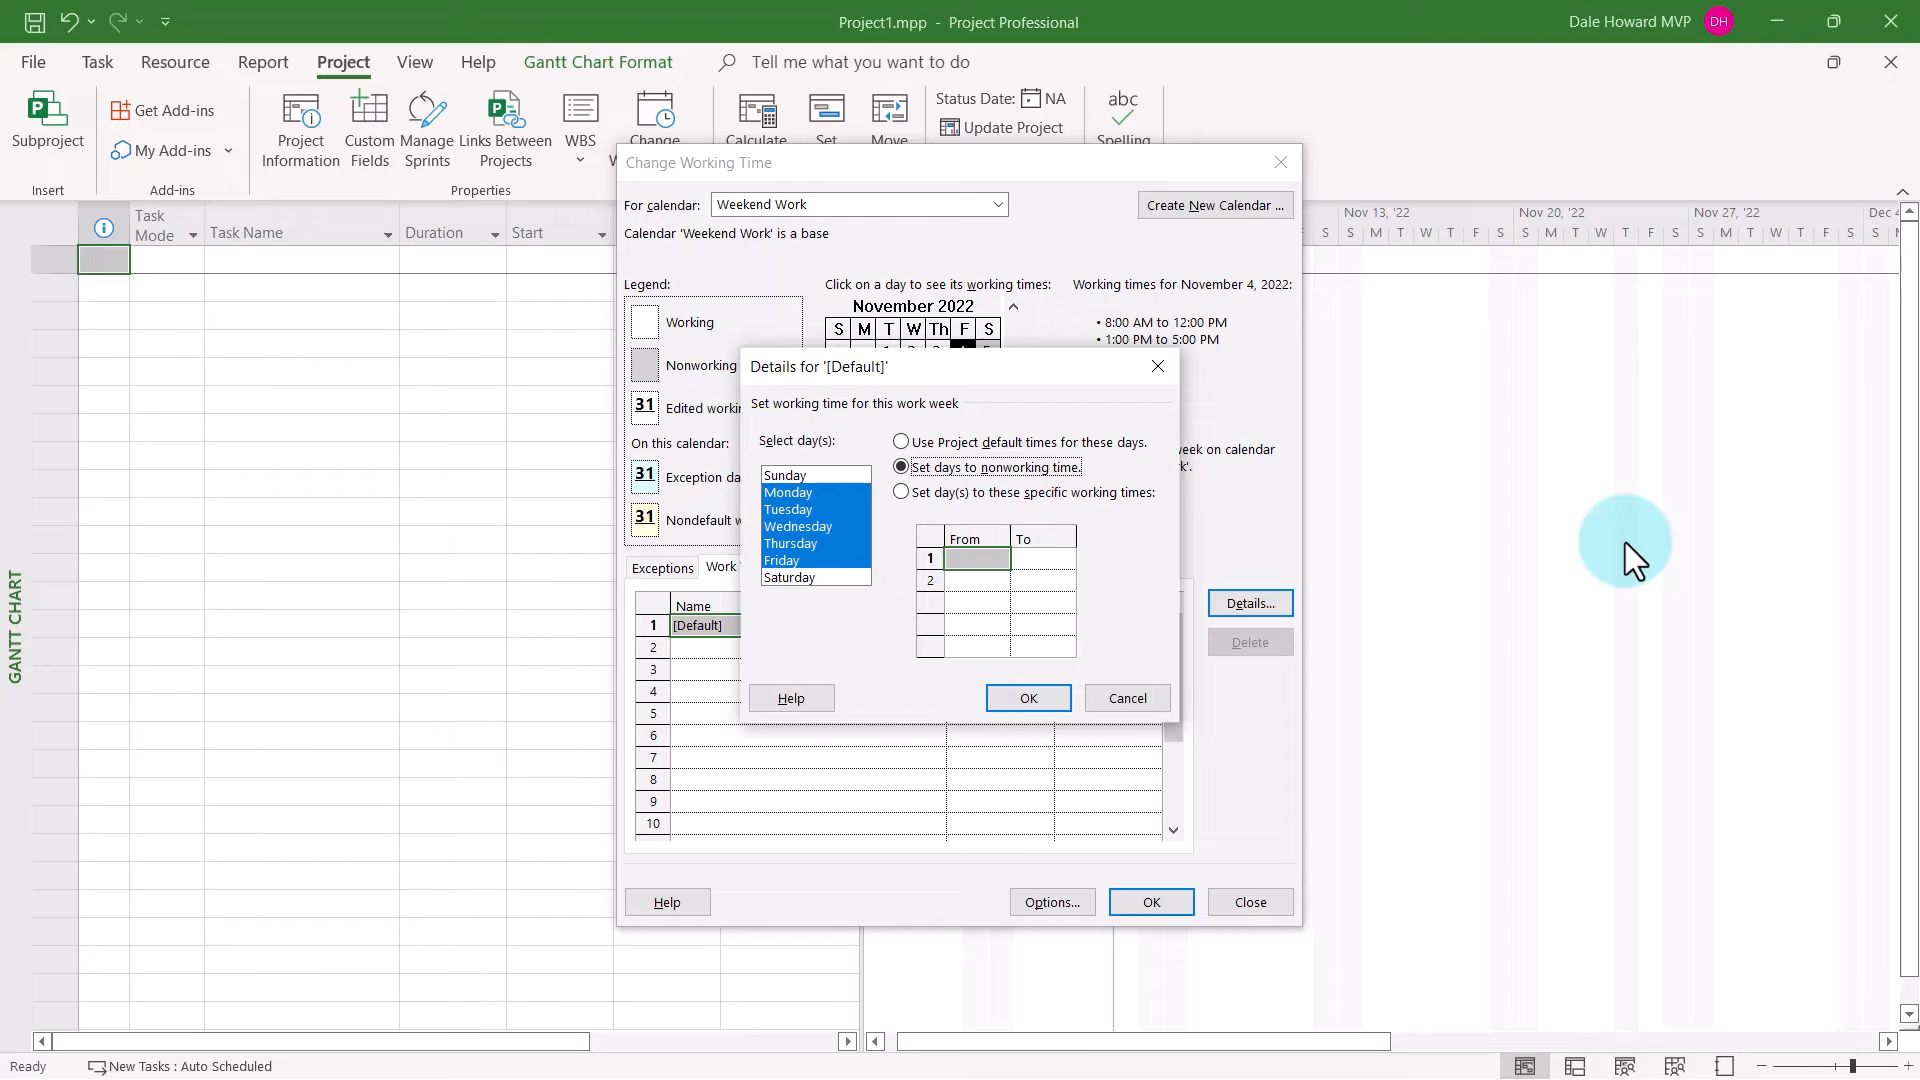 Project1.mpp - Project Professional
Dale Howard MVP DH
File Task Resource Report Project View Help Gantt Chart Format Tell me what you want to do
Subproject
Insert
Get Add-ins
My Add-ins
Add-ins
Project Information
Custom Fields
Manage Sprints
Links Between Projects
WBS
Change
Properties
Calculate
Set
Move
Status Date: NA
Update Project
abc
Spelling
Task Mode
Task Name
Duration
Start
Nov 13, '22
Nov 20, '22
Nov 27, '22
Dec
S S M T W T F S S M T W T F S S M T W T F S S
GANTT CHART
Change Working Time
For calendar: Weekend Work
Create New Calendar ...
Calendar 'Weekend Work' is a base
Legend:
Working
Nonworking
31
On this calendar:
31
31
Click on a day to see its working times:
November 2022
S M T W Th F S
Working times for November 4, 2022:
• 8:00 AM to 12:00 PM
• 1:00 PM to 5:00 PM
on calendar
Exceptions
Work
Name
1 [Default]
2
3
4
5
6
7
8
9
10
Details...
Delete
Help
Options...
OK
Close
Details for '[Default]'
Set working time for this work week
Select day(s):
Sunday
Monday
Tuesday
Wednesday
Thursday
Friday
Saturday
Use Project default times for these days.
Set days to nonworking time.
Set day(s) to these specific working times:
From To
1
2
Help
OK
Cancel
Ready
New Tasks : Auto Scheduled